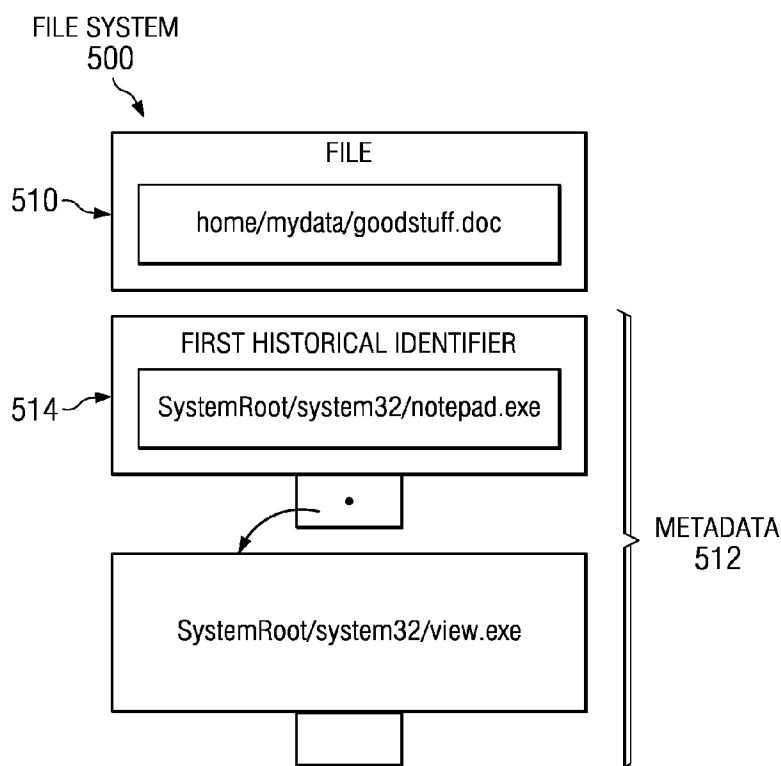 FILE SYSTEM
500
FILE
510
home/mydata/goodstuff.doc
FIRST HISTORICAL IDENTIFIER
514
SystemRoot/system32/notepad.exe
METADATA
512
SystemRoot/system32/view.exe